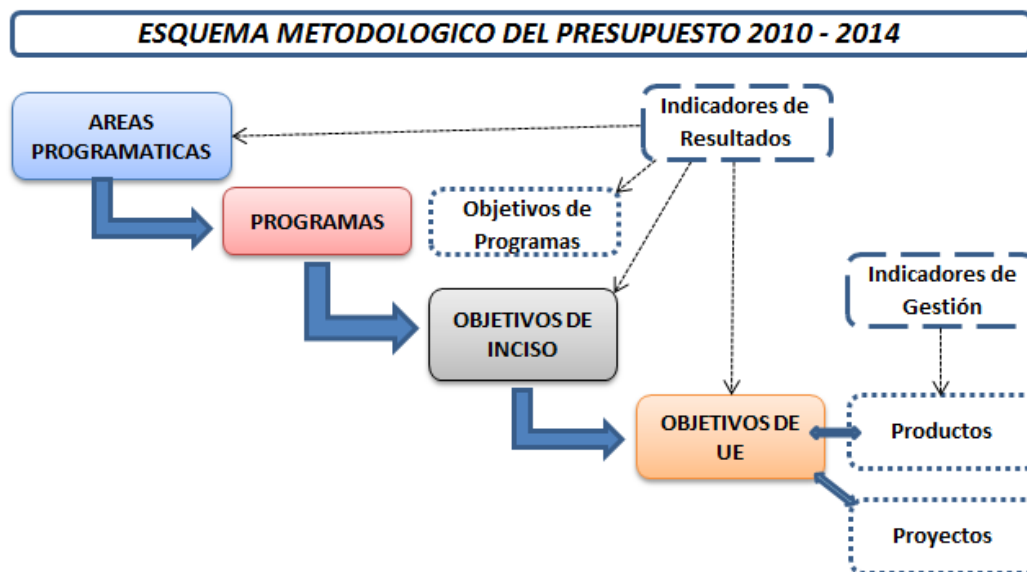 ESQUEMA METODOLOGICO DEL PRESUPUESTO 2010 - 2014
AREAS
PROGRAMATICAS
Indicadores de
Resultados
PROGRAMAS
Objetivos de
Programas
Indicadores de
Gestión
OBJETIVOS DE
INCISO
OBJETIVOS DE
UE
Productos
Proyectos